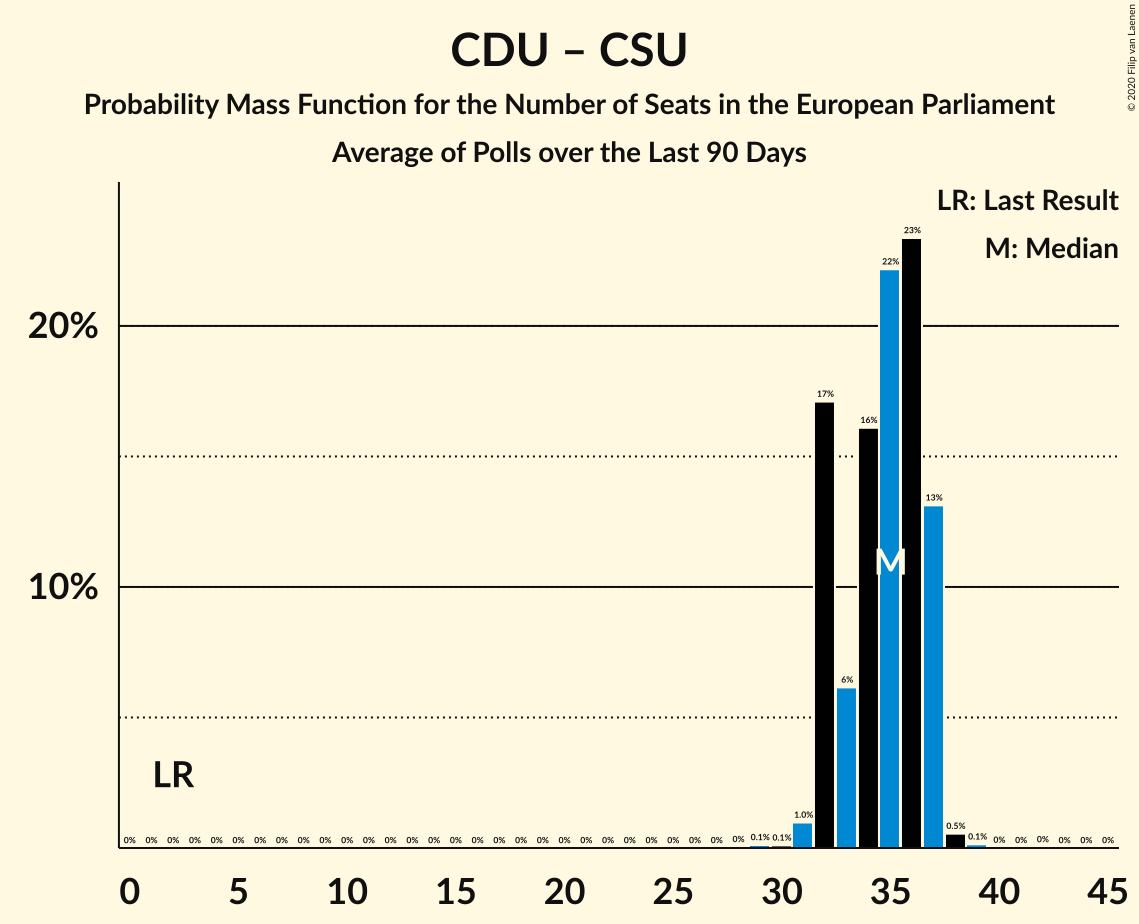 CDU – CSU
Probability Mass Function for the Number of Seats in the European Parliament
Average of Polls over the Last 90 Days
© 2020 Filip van Laenen
LR: Last Result
M: Median
23%
22%
20%
17%
16%
13%
M
10%
6%
LR
0% 0% 0% 0% 0% 0% 0% 0% 0% 0% 0% 0% 0% 0% 0% 0% 0% 0% 0% 0% 0% 0% 0% 0% 0% 0% 0% 0% 0% 0.1% 0.1% 1.0% 0.5% 0.1% 0% 0% 0% 0% 0% 0%
0 5 10 15 20 25 30 35 40 45